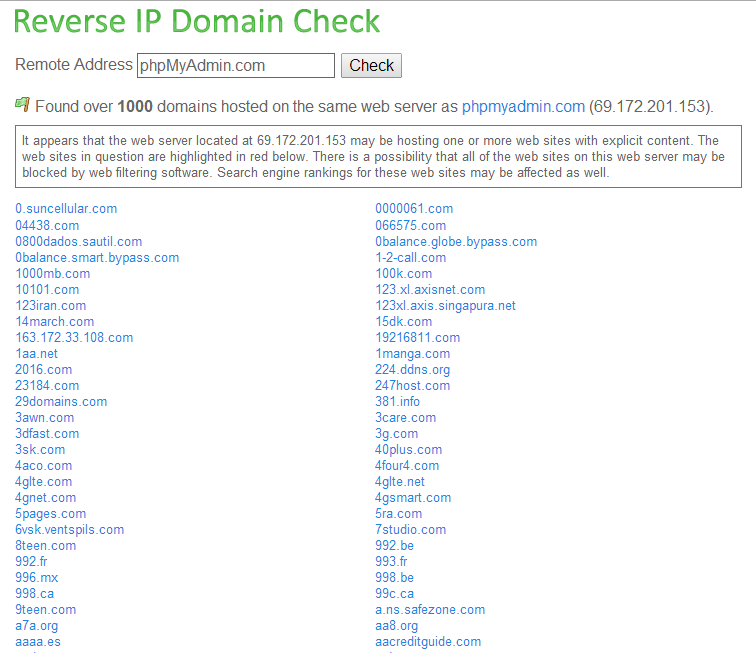 Reverse IP Domain Check
Remote Address phpMyAdmin.com Check
Found over 1000 domains hosted on the same web server as phpmyadmin.com (69.172.201.153).
It appears that the web server located at 69.172.201.153 may be hosting one or more web sites with explicit content. The
web sites in question are highlighted in red below. There is a possibility that all of the web sites on this web server may be
blocked by web filtering software. Search engine rankings for these web sites may be affected as well.
0.suncellular.com 0000061.com
04438.com 066575.com
0800dados.sautil.com 0balance.globe.bypass.com
0balance.smart.bypass.com 1-2-call.com
1000mb.com 100k.com
10101.com 123.xl.axisnet.com
123iran.com 123xl.axis.singapura.net
14march.com 15dk.com
163.172.33.108.com 19216811.com
1aa.net 1manga.com
2016.com 224.ddns.org
23184.com 247host.com
29domains.com 381.info
3awn.com 3care.com
3dfast.com 3g.com
3sk.com 40plus.com
4aco.com 4four4.com
4glte.com 4glte.net
4gnet.com 4gsmart.com
5pages.com 5ra.com
6vsk.ventspils.com 7studio.com
8teen.com 992.be
992.fr 993.fr
996.mx 998.be
998.ca 99c.ca
9teen.com a.ns.safezone.com
a7a.org aa8.org
aaaa.es aacreditguide.com